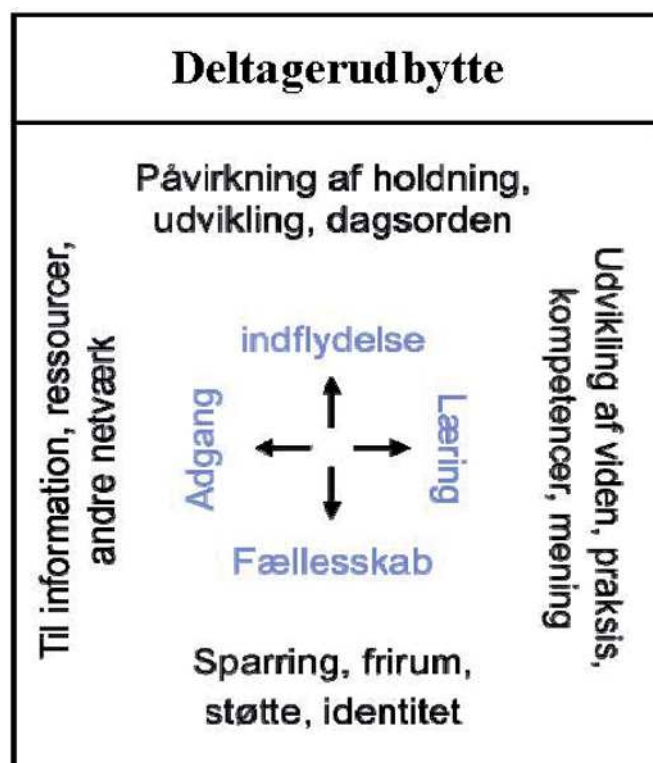 Deltagerudbytte
Påvirkning af holdning,
udvikling, dagsorden
Til information, ressourcer,
andre netværk
indflydelse
Adgang
Læring
Fællesskab
Udvikling af viden, praksis,
kompetencer, mening
Sparring, frirum,
støtte, identitet